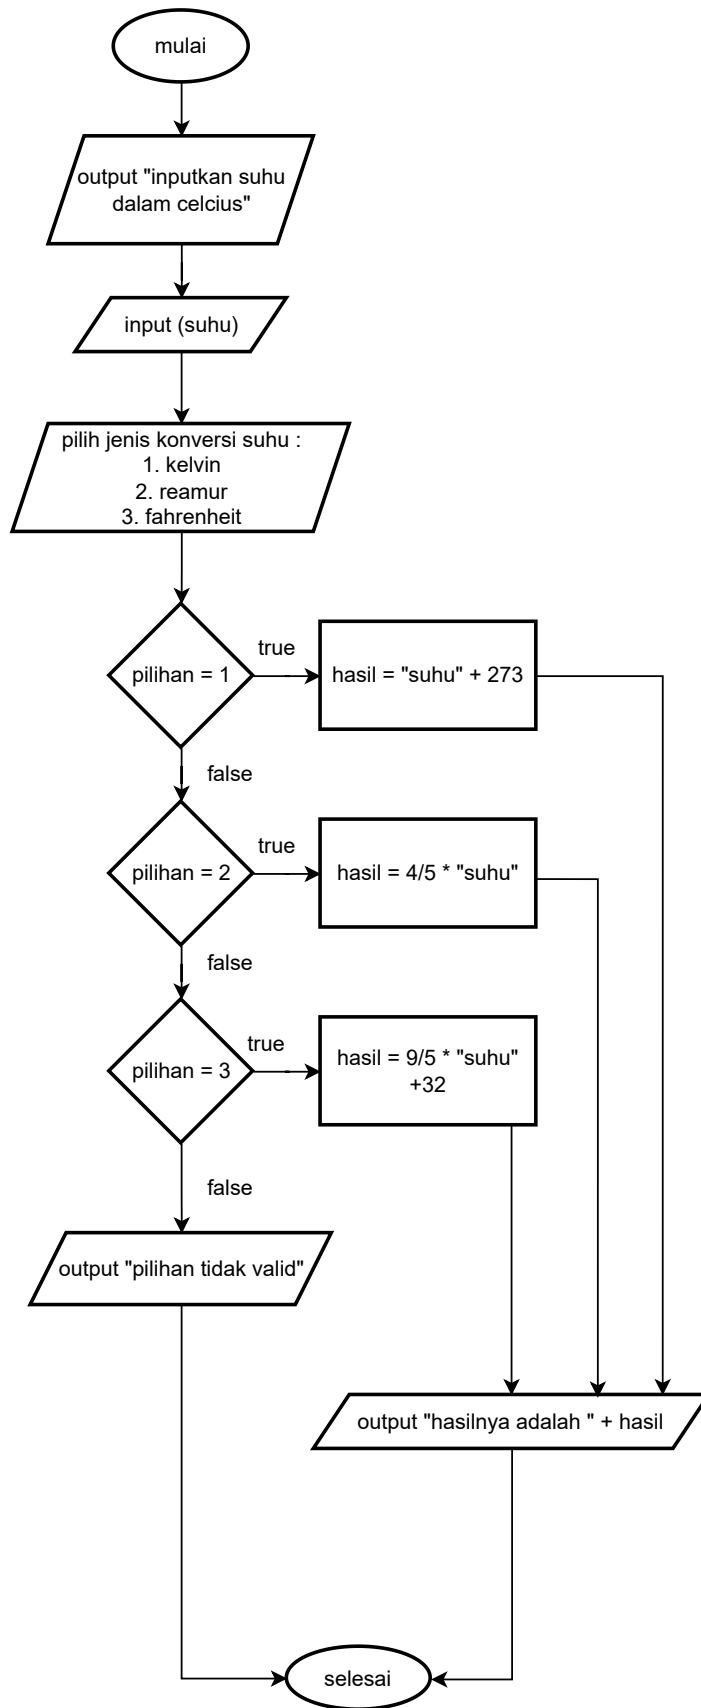 mulai
output "inputkan suhu
dalam celcius"
input (suhu)
pilih jenis konversi suhu :
1. kelvin
2. reamur
3. fahrenheit
pilihan = 1
true
hasil = "suhu" + 273
false
pilihan = 2
true
hasil = 4/5 * "suhu"
false
pilihan = 3
true
hasil = 9/5 * "suhu"
+32
false
output "pilihan tidak valid"
output "hasilnya adalah " + hasil
selesai